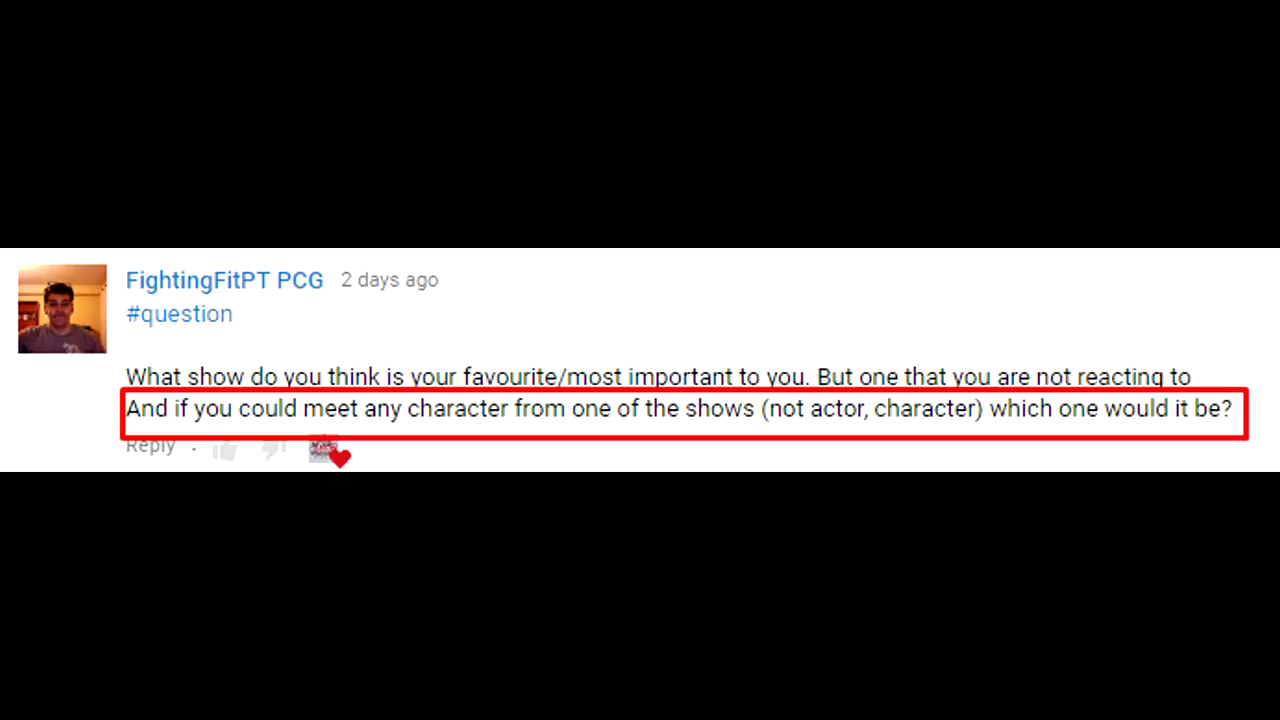 FightingFitPT PCG 2 days ago
#question
What show do you think is your favourite/most important to you. But one that you are not reacting to
And if you could meet any character from one of the shows (not actor, character) which one would it be?
Reply